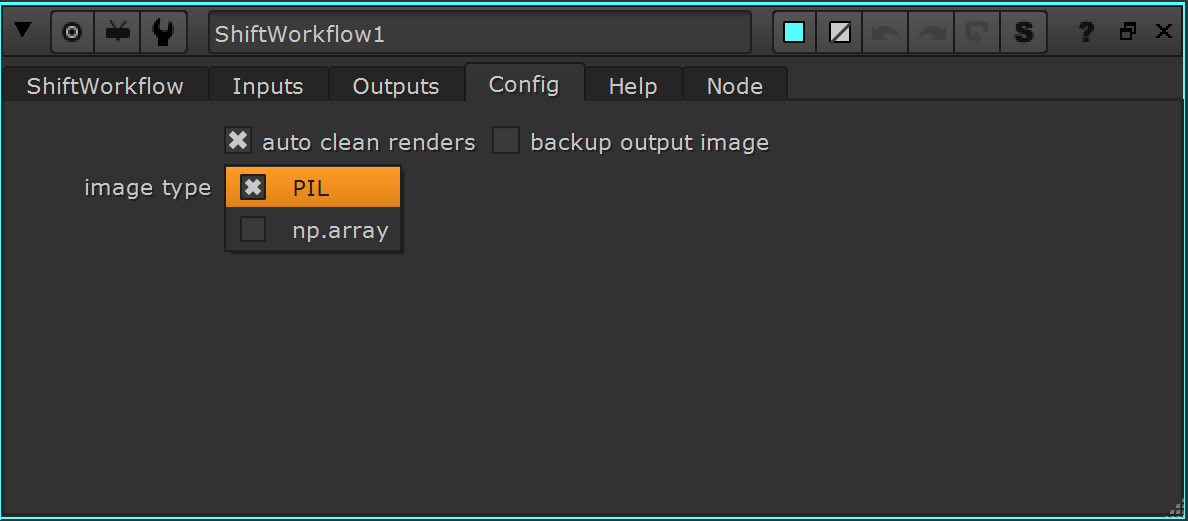 ShiftWorkflow1 S ?
ShiftWorkflow Inputs Outputs Config Help Node
auto clean renders backup output image
image type PIL
np.array